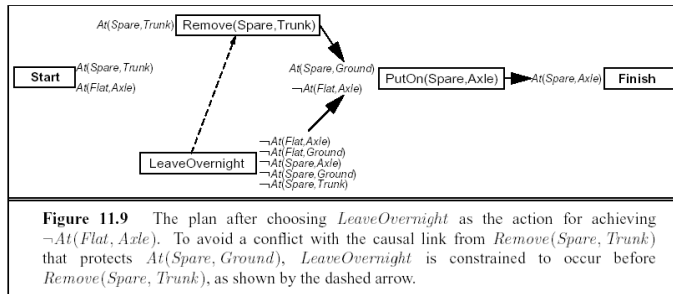 At(Spare,Trunk) Remove(Spare,Trunk)
Start
At(Spare,Trunk)
At(Flat,Axle)
At(Spare,Ground)
¬At(Flat,Axle)
PutOn(Spare,Axle)
At(Spare,Axle)
Finish
LeaveOvernight
¬At(Flat,Axle)
¬At(Flat,Ground)
¬At(Spare,Axle)
¬At(Spare,Ground)
¬At(Spare,Trunk)
Figure 11.9 The plan after choosing LeaveOvernight as the action for achieving
¬At(Flat, Axle). To avoid a conflict with the causal link from Remove(Spare, Trunk)
that protects At(Spare, Ground), LeaveOvernight is constrained to occur before
Remove(Spare, Trunk), as shown by the dashed arrow.